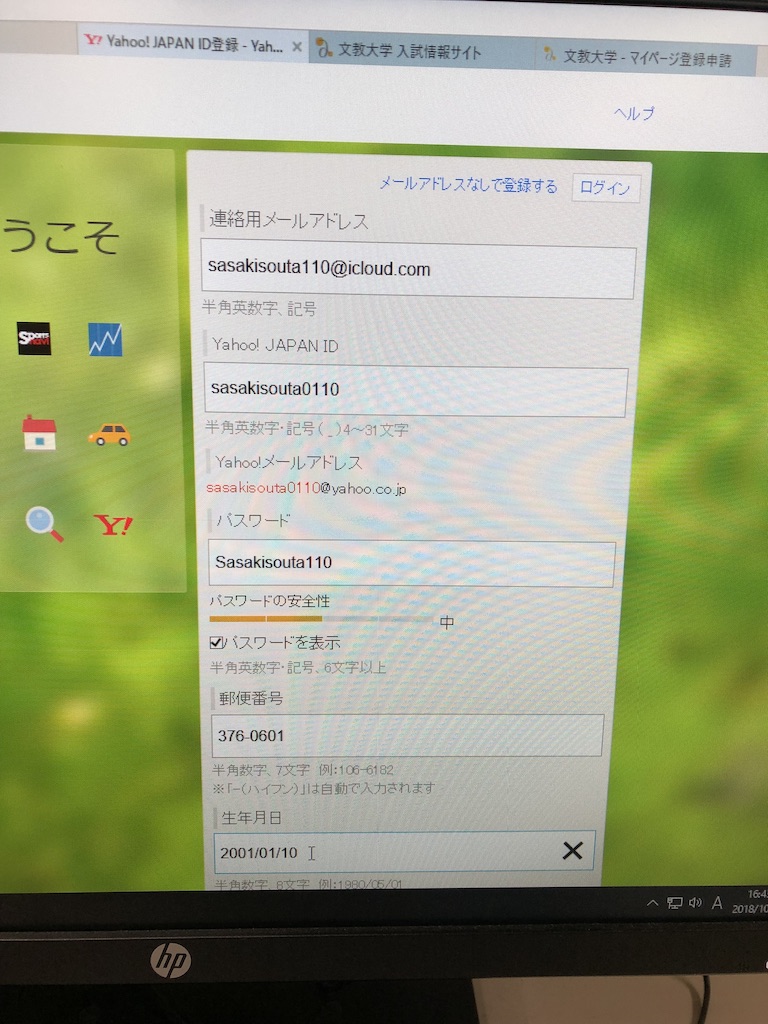 Yahoo! JAPAN ID登録 - Yah... ×
文教大学 入試情報サイト
文教大学 - マイページ登録申請
ヘルプ
メールアドレスなしで登録する ログイン
うこそ
連絡用メールアドレス
sasakisouta110@icloud.com
半角英数字、記号
Sports navi
Yahoo! JAPAN ID
sasakisouta0110
半角英数字・記号(_)4～31文字
Yahoo!メールアドレス
sasakisouta0110@yahoo.co.jp
Y!
パスワード
Sasakisouta110
パスワードの安全性
中
パスワードを表示
半角英数字・記号、6文字以上
郵便番号
376-0601
半角数字、7文字 例：106-6182
※「-(ハイフン)」は自動で入力されます
生年月日
2001/01/10
半角数字、8文字 例：1980/05/01
A
2018/10
hp